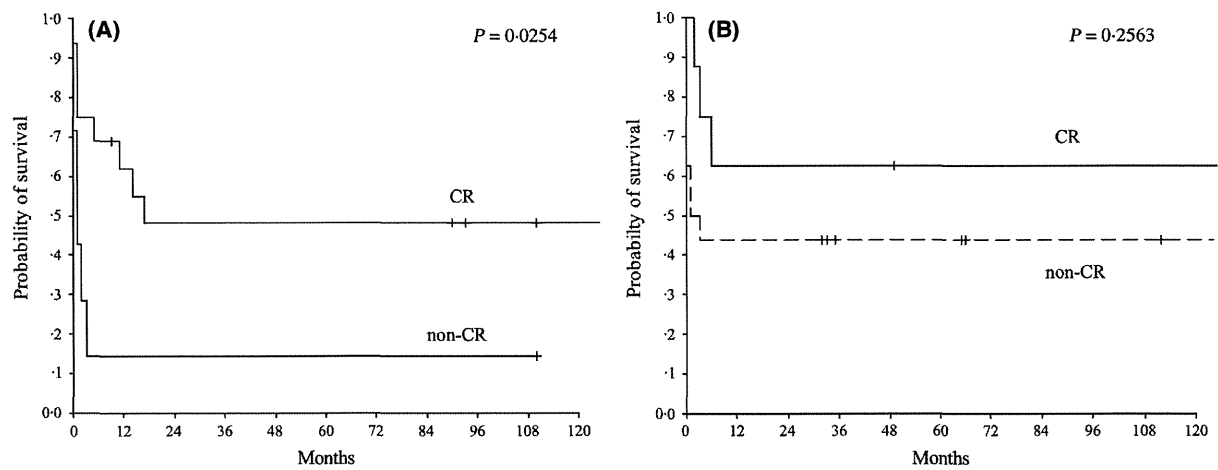 (A)
P = 0·0254
Probability of survival
1·0
·9
·8
·7
·6
·5
·4
·3
·2
·1
0·0
CR
non-CR
0 12 24 36 48 60 72 84 96 108 120
Months
(B)
P = 0·2563
Probabilty of survival
1·0
·9
·8
·7
·6
·5
·4
·3
·2
·1
0·0
CR
non-CR
0 12 24 36 48 60 72 84 96 108 120
Months